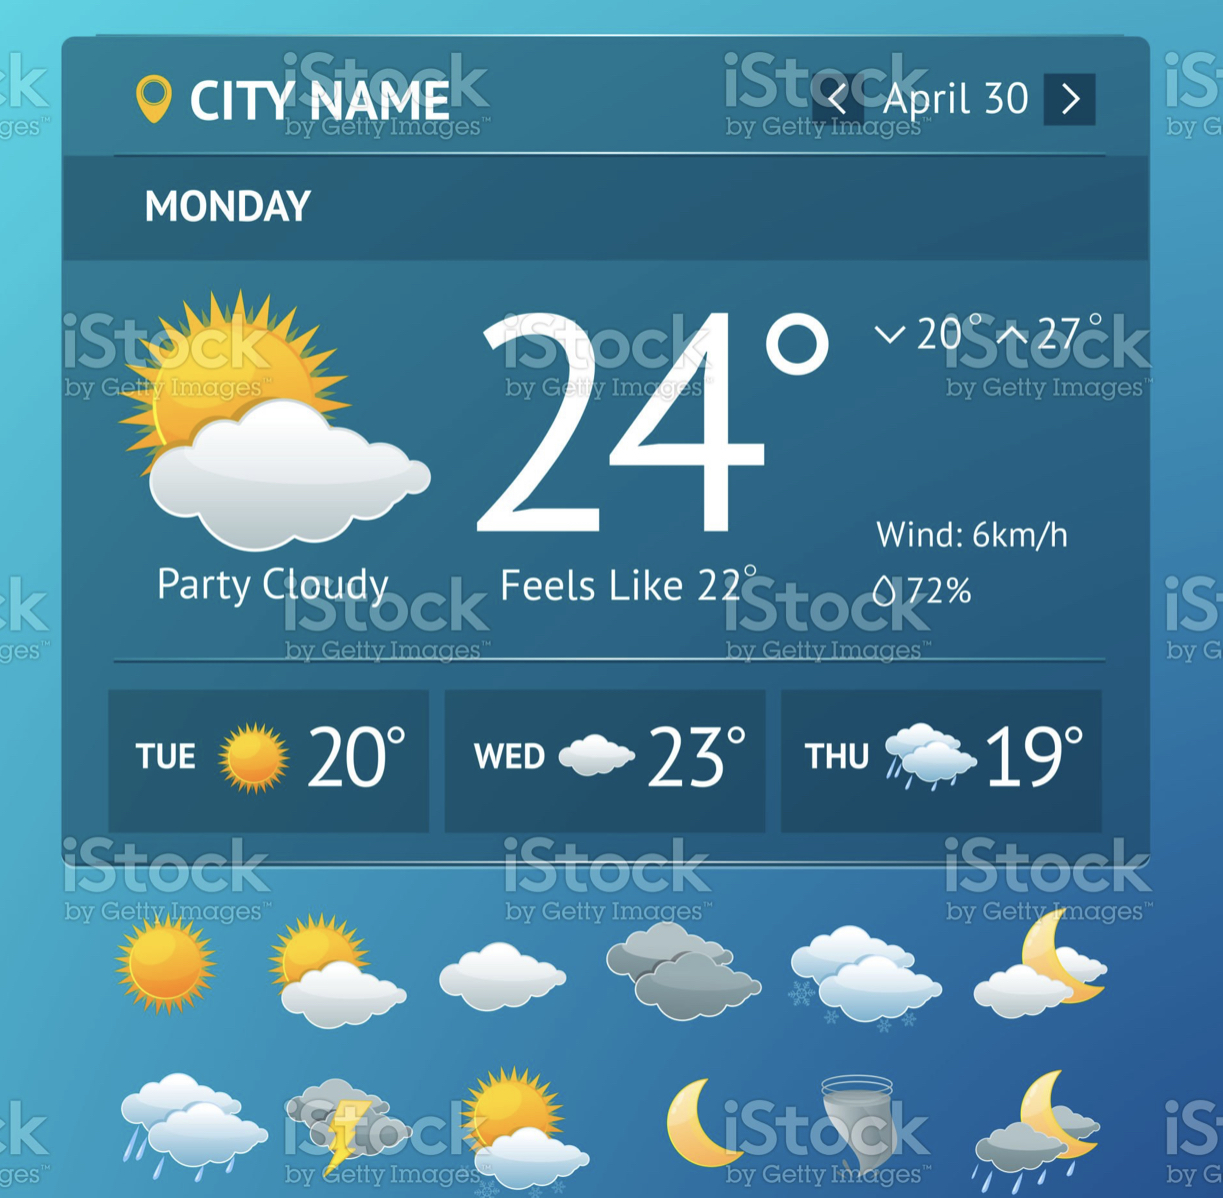 CITY NAME
April 30
MONDAY
24°
20° 27°
Wind: 6km/h
Party Cloudy
Feels Like 22°
72%
TUE 20°
WED 23°
THU 19°
iStock
by Getty Images™